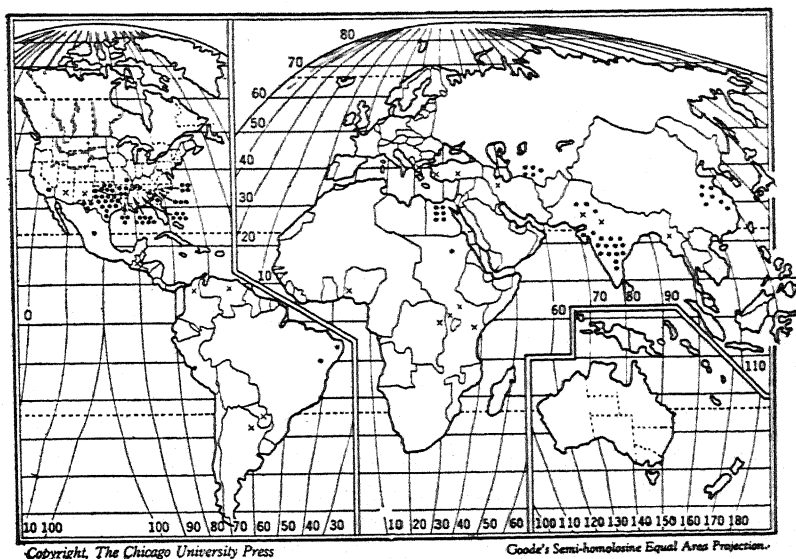 80
70
60
50
40
30
20
10
0
70 80 90
60
110
10 100 100 90 80 70 60 50 40 30 10 20 30 40 50 60 100 110 120 130 140 150 160 170 180
Copyright, The Chicago University Press
Goode's Semi-homolosine Equal Area Projection.